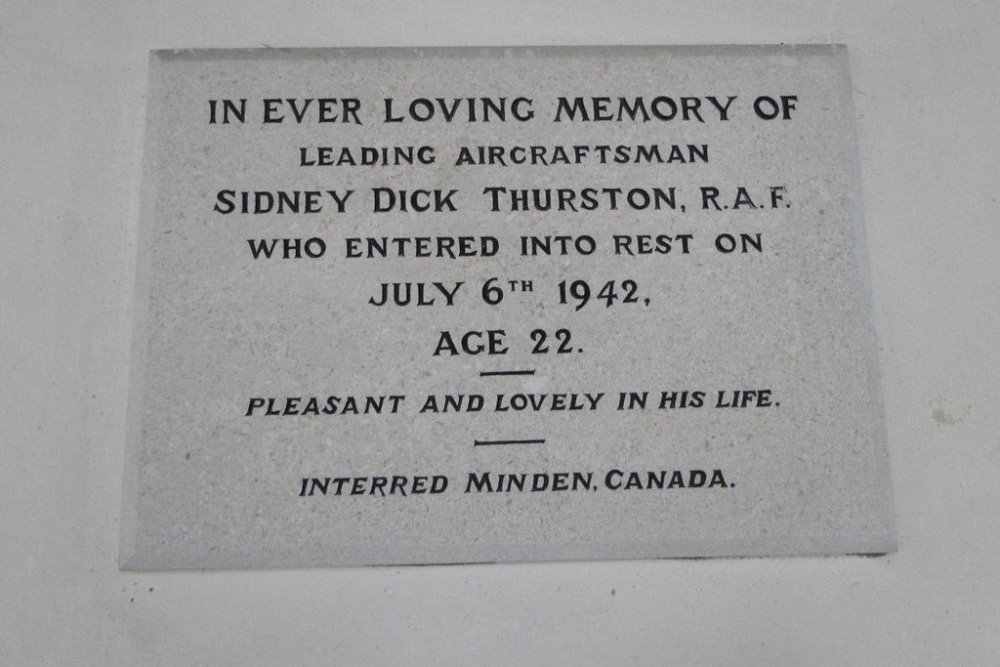 IN EVER LOVING MEMORY OF
LEADING AIRCRAFTSMAN
SIDNEY DICK THURSTON, R.A.F.
WHO ENTERED INTO REST ON
JULY 6TH 1942,
AGE 22.
PLEASANT AND LOVELY IN HIS LIFE.
INTERRED MINDEN, CANADA.